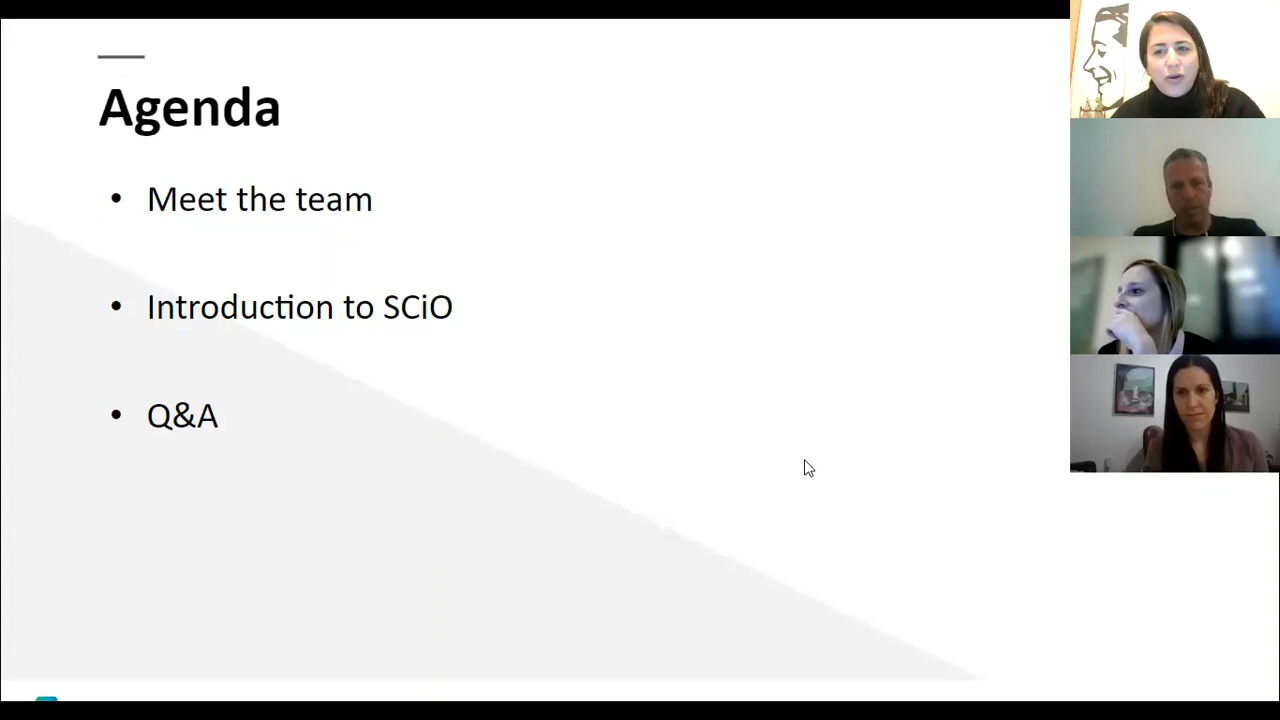 Agenda
• Meet the team
• Introduction to SCiO
• Q&A